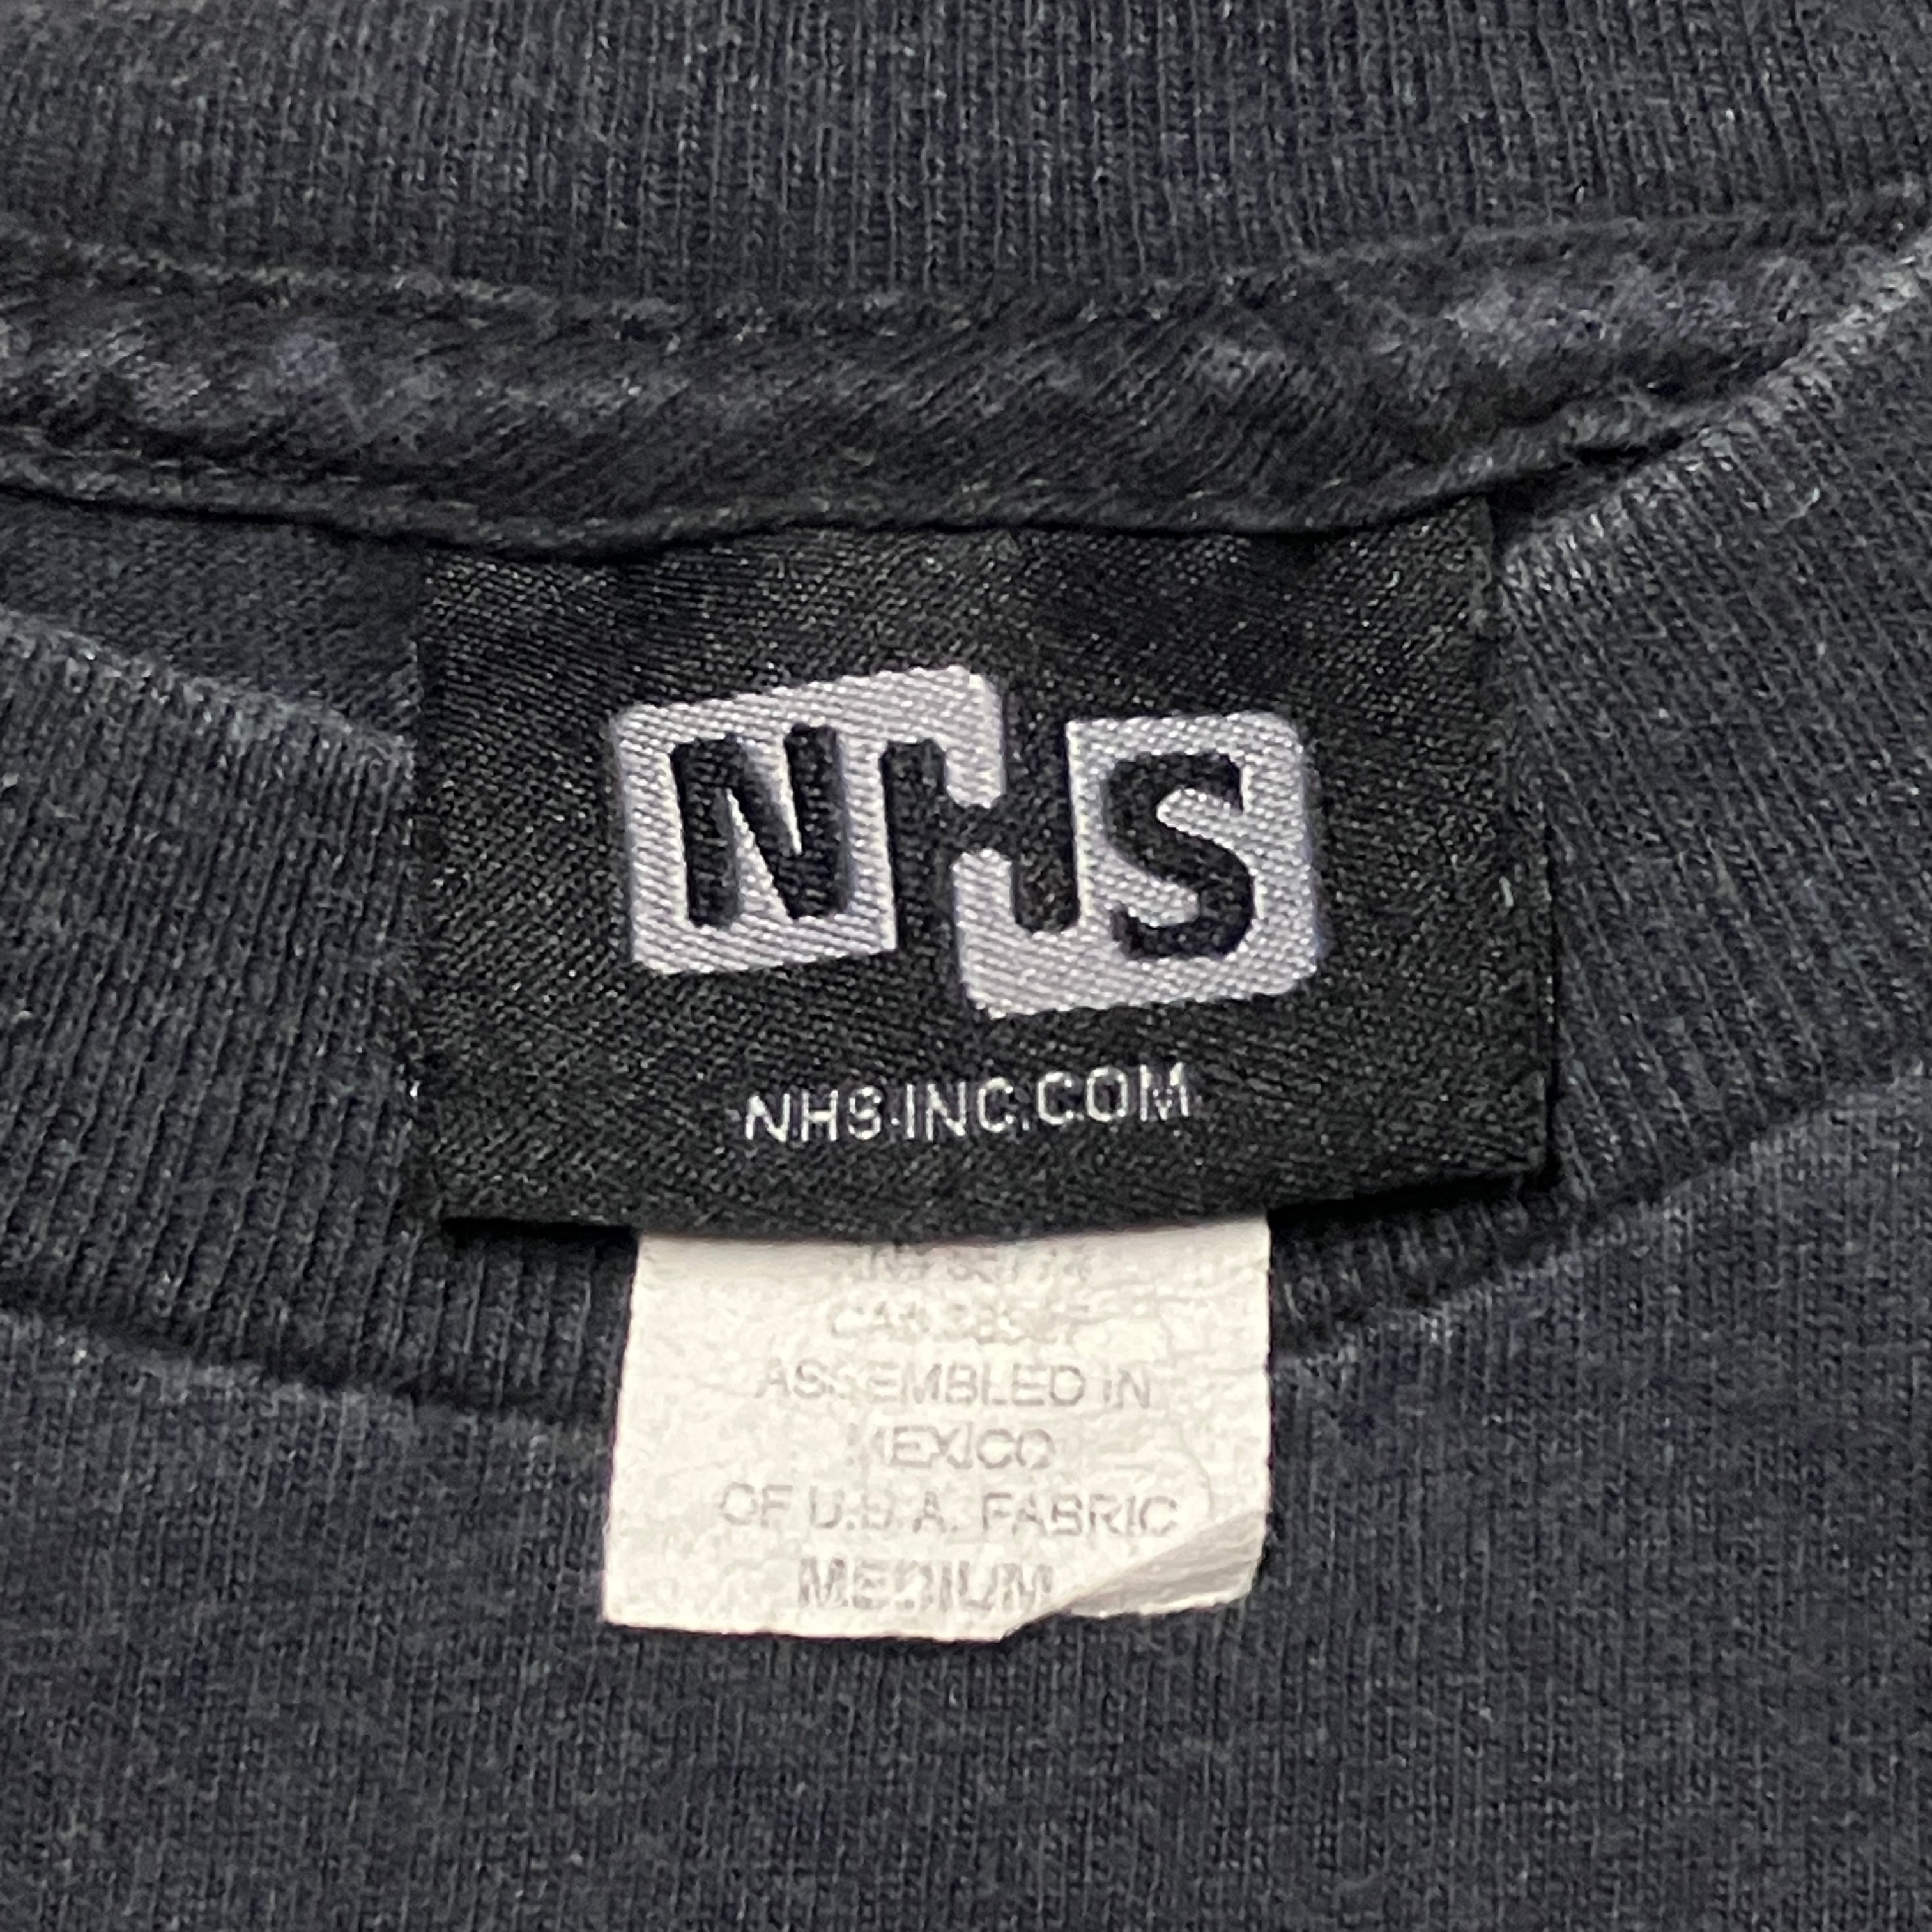 NHS
NHS-INC.COM
ASSEMBLED IN
MEXICO
OF U.S.A. FABRIC
MEDIUM